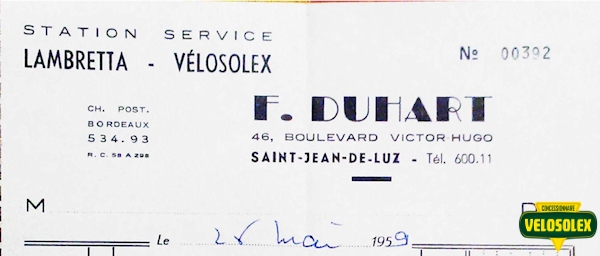 STATION SERVICE
LAMBRETTA - VÉLOSOLEX
Nº 00392
CH. POST.
BORDEAUX
534.93
R. C. 58 A 298
F. DUHART
46, BOULEVARD VICTOR-HUGO
SAINT-JEAN-DE-LUZ - Tél. 600.11
M
D
Le mai 1959
CONCESSIONNAIRE
VELOSOLEX